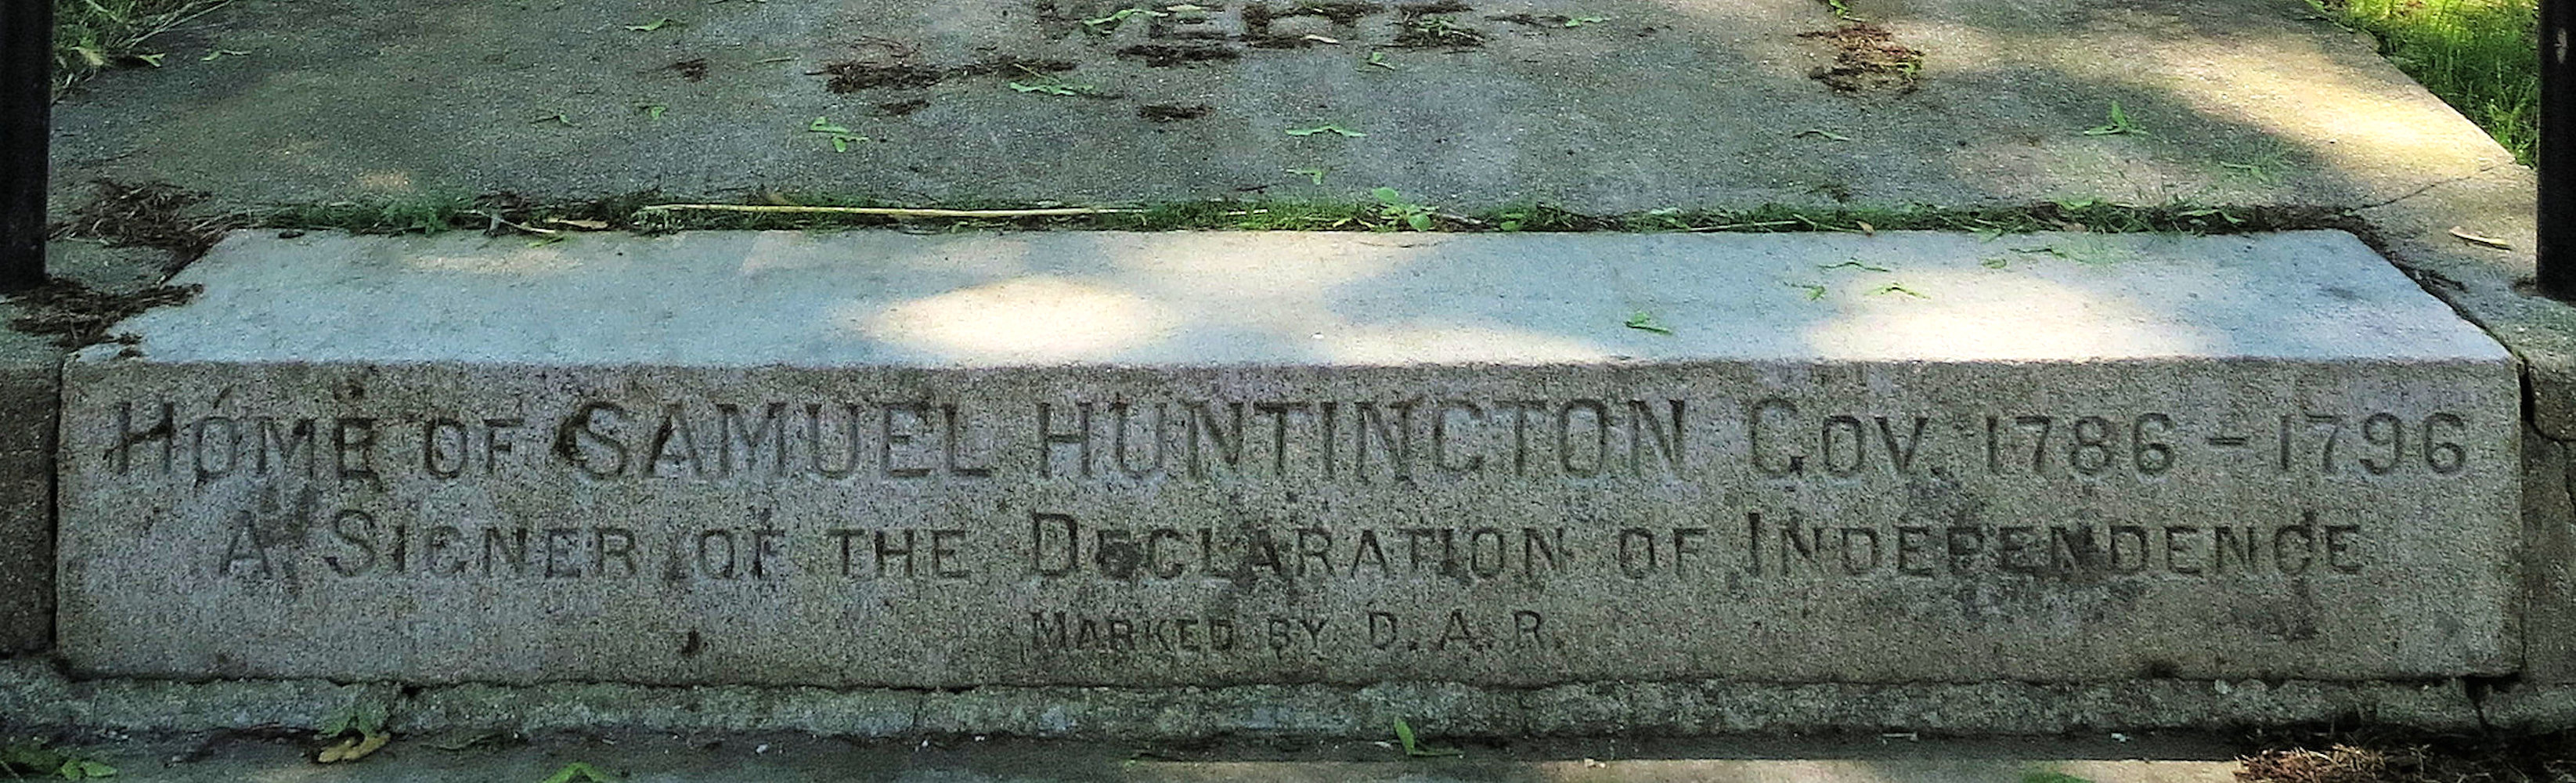 HOME OF SAMUEL HUNTINGTON GOV. 1786-1796
A SIGNER OF THE DECLARATION OF INDEPENDENCE
MARKED BY D.A.R.